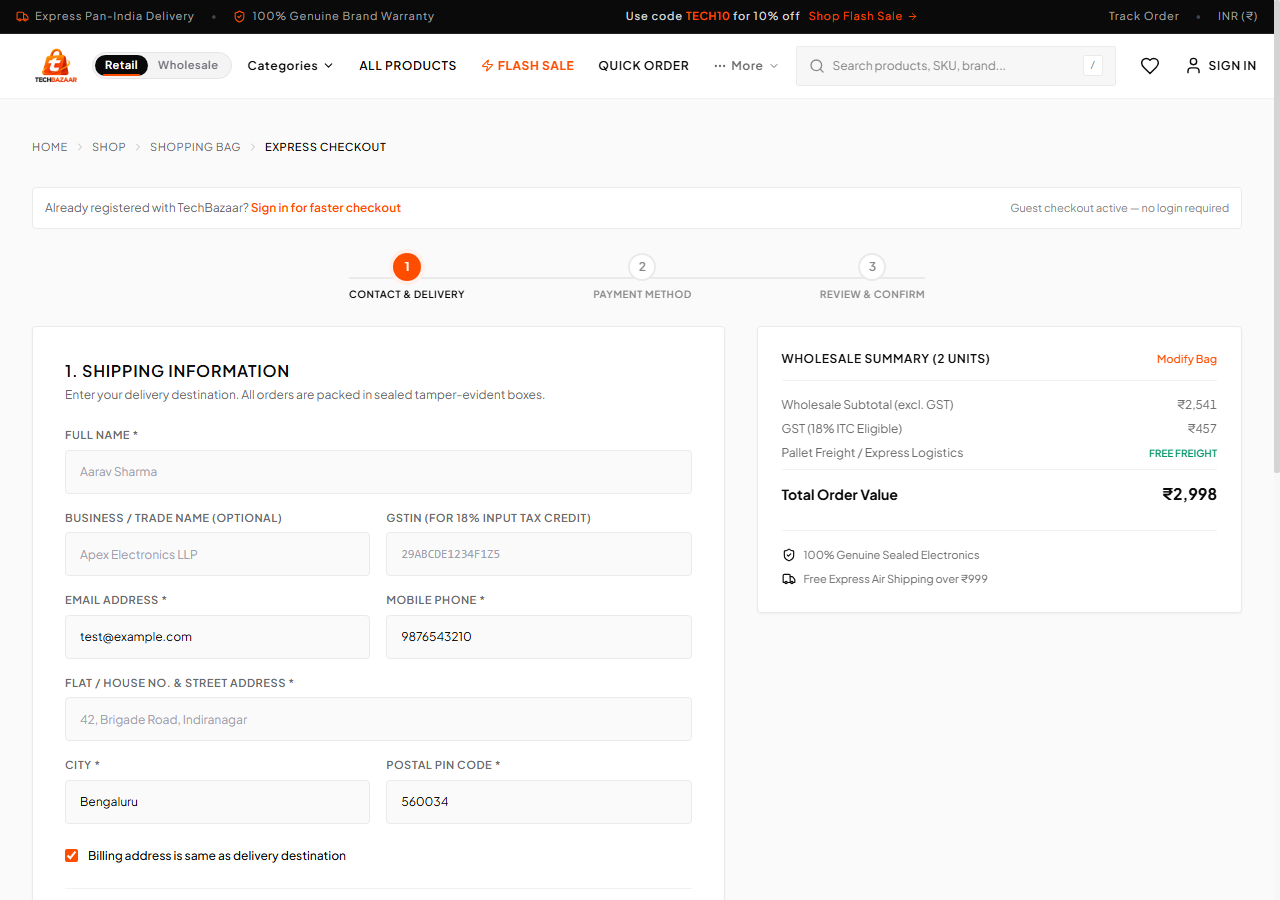 Express Pan-India Delivery • 100% Genuine Brand Warranty
Use code TECH10 for 10% off Shop Flash Sale →
Track Order • INR (₹)
TECHBAZAAR
Retail Wholesale Categories ALL PRODUCTS FLASH SALE QUICK ORDER ··· More Search products, SKU, brand... / SIGN IN
HOME > SHOP > SHOPPING BAG > EXPRESS CHECKOUT
Already registered with TechBazaar? Sign in for faster checkout
Guest checkout active — no login required
1 2 3
CONTACT & DELIVERY PAYMENT METHOD REVIEW & CONFIRM
1. SHIPPING INFORMATION
Enter your delivery destination. All orders are packed in sealed tamper-evident boxes.
FULL NAME *
Aarav Sharma
BUSINESS / TRADE NAME (OPTIONAL) GSTIN (FOR 18% INPUT TAX CREDIT)
Apex Electronics LLP 29ABCDE1234F1Z5
EMAIL ADDRESS * MOBILE PHONE *
test@example.com 9876543210
FLAT / HOUSE NO. & STREET ADDRESS *
42, Brigade Road, Indiranagar
CITY * POSTAL PIN CODE *
Bengaluru 560034
Billing address is same as delivery destination
WHOLESALE SUMMARY (2 UNITS) Modify Bag
Wholesale Subtotal (excl. GST) ₹2,541
GST (18% ITC Eligible) ₹457
Pallet Freight / Express Logistics FREE FREIGHT
Total Order Value ₹2,998
100% Genuine Sealed Electronics
Free Express Air Shipping over ₹999